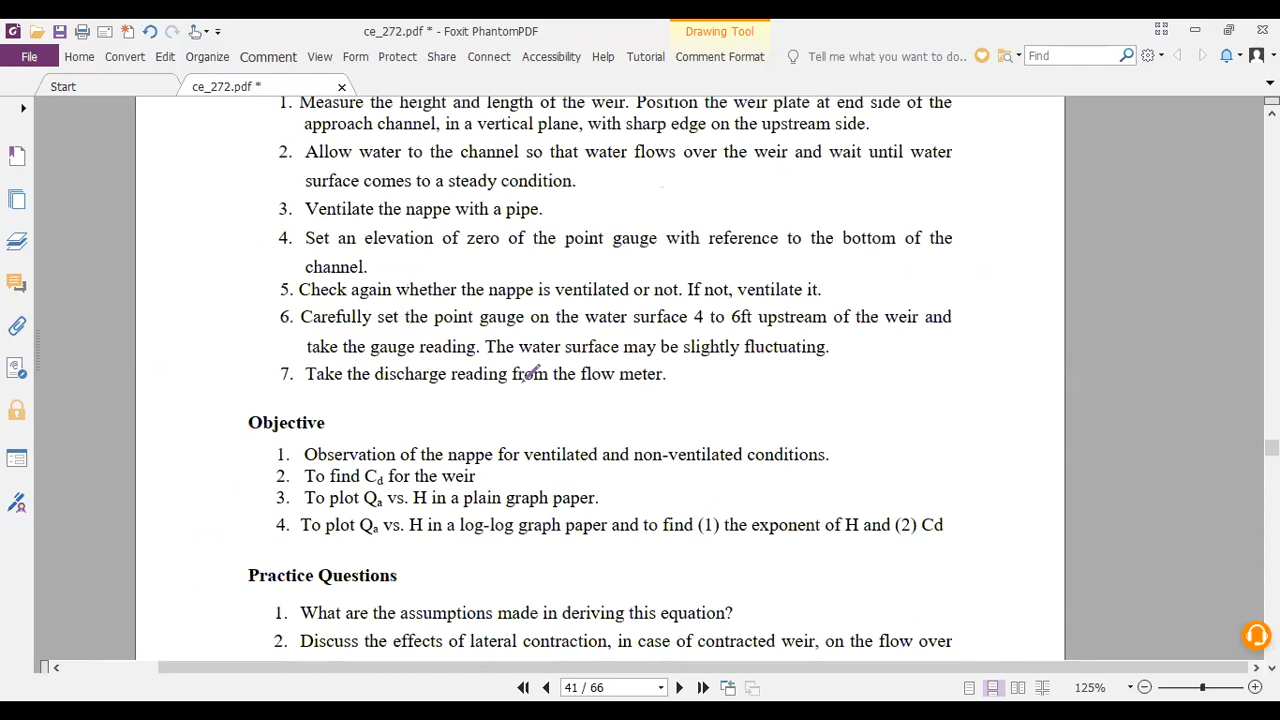 ce_272.pdf * - Foxit PhantomPDF
Drawing Tool
File Home Convert Edit Organize Comment View Form Protect Share Connect Accessibility Help Tutorial Comment Format Tell me what you want to do... Find
Start ce_272.pdf *
1. Measure the height and length of the weir. Position the weir plate at end side of the
approach channel, in a vertical plane, with sharp edge on the upstream side.
2. Allow water to the channel so that water flows over the weir and wait until water
surface comes to a steady condition.
3. Ventilate the nappe with a pipe.
4. Set an elevation of zero of the point gauge with reference to the bottom of the
channel.
5. Check again whether the nappe is ventilated or not. If not, ventilate it.
6. Carefully set the point gauge on the water surface 4 to 6ft upstream of the weir and
take the gauge reading. The water surface may be slightly fluctuating.
7. Take the discharge reading from the flow meter.
Objective
1. Observation of the nappe for ventilated and non-ventilated conditions.
2. To find Cd for the weir
3. To plot Qa vs. H in a plain graph paper.
4. To plot Qa vs. H in a log-log graph paper and to find (1) the exponent of H and (2) Cd
Practice Questions
1. What are the assumptions made in deriving this equation?
2. Discuss the effects of lateral contraction, in case of contracted weir, on the flow over
41 / 66 125%